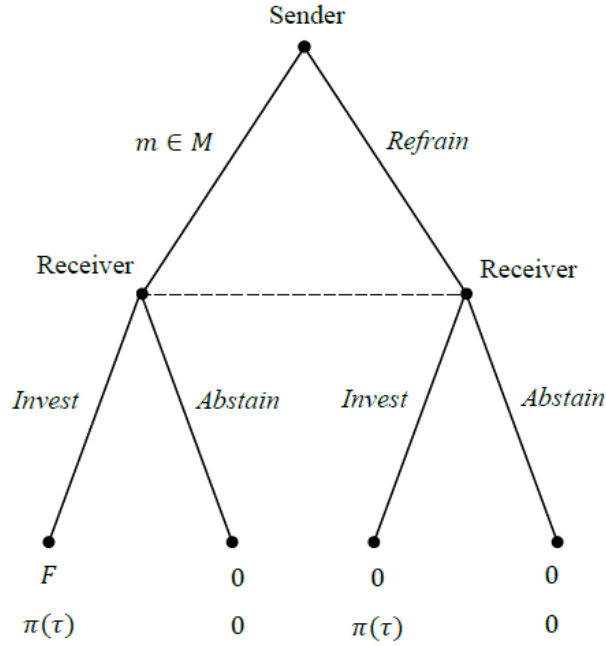 Sender
m ∈ M
Refrain
Receiver
Receiver
Invest
Abstain
Invest
Abstain
F
0
0
0
π(τ)
0
π(τ)
0